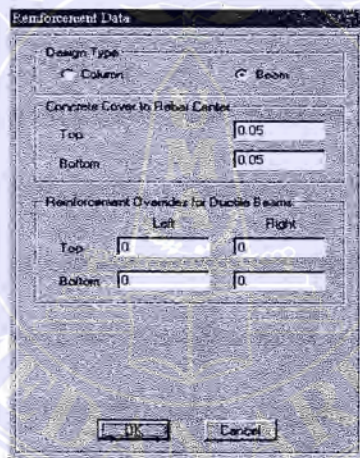 Reinforcement Data
Design Type
Column Beam
Concrete Cover to Rebar Center
Top 0.05
Bottom 0.05
Reinforcement Overrides for Ductile Beams
Left Right
Top 0. 0.
Bottom 0. 0.
OK Cancel